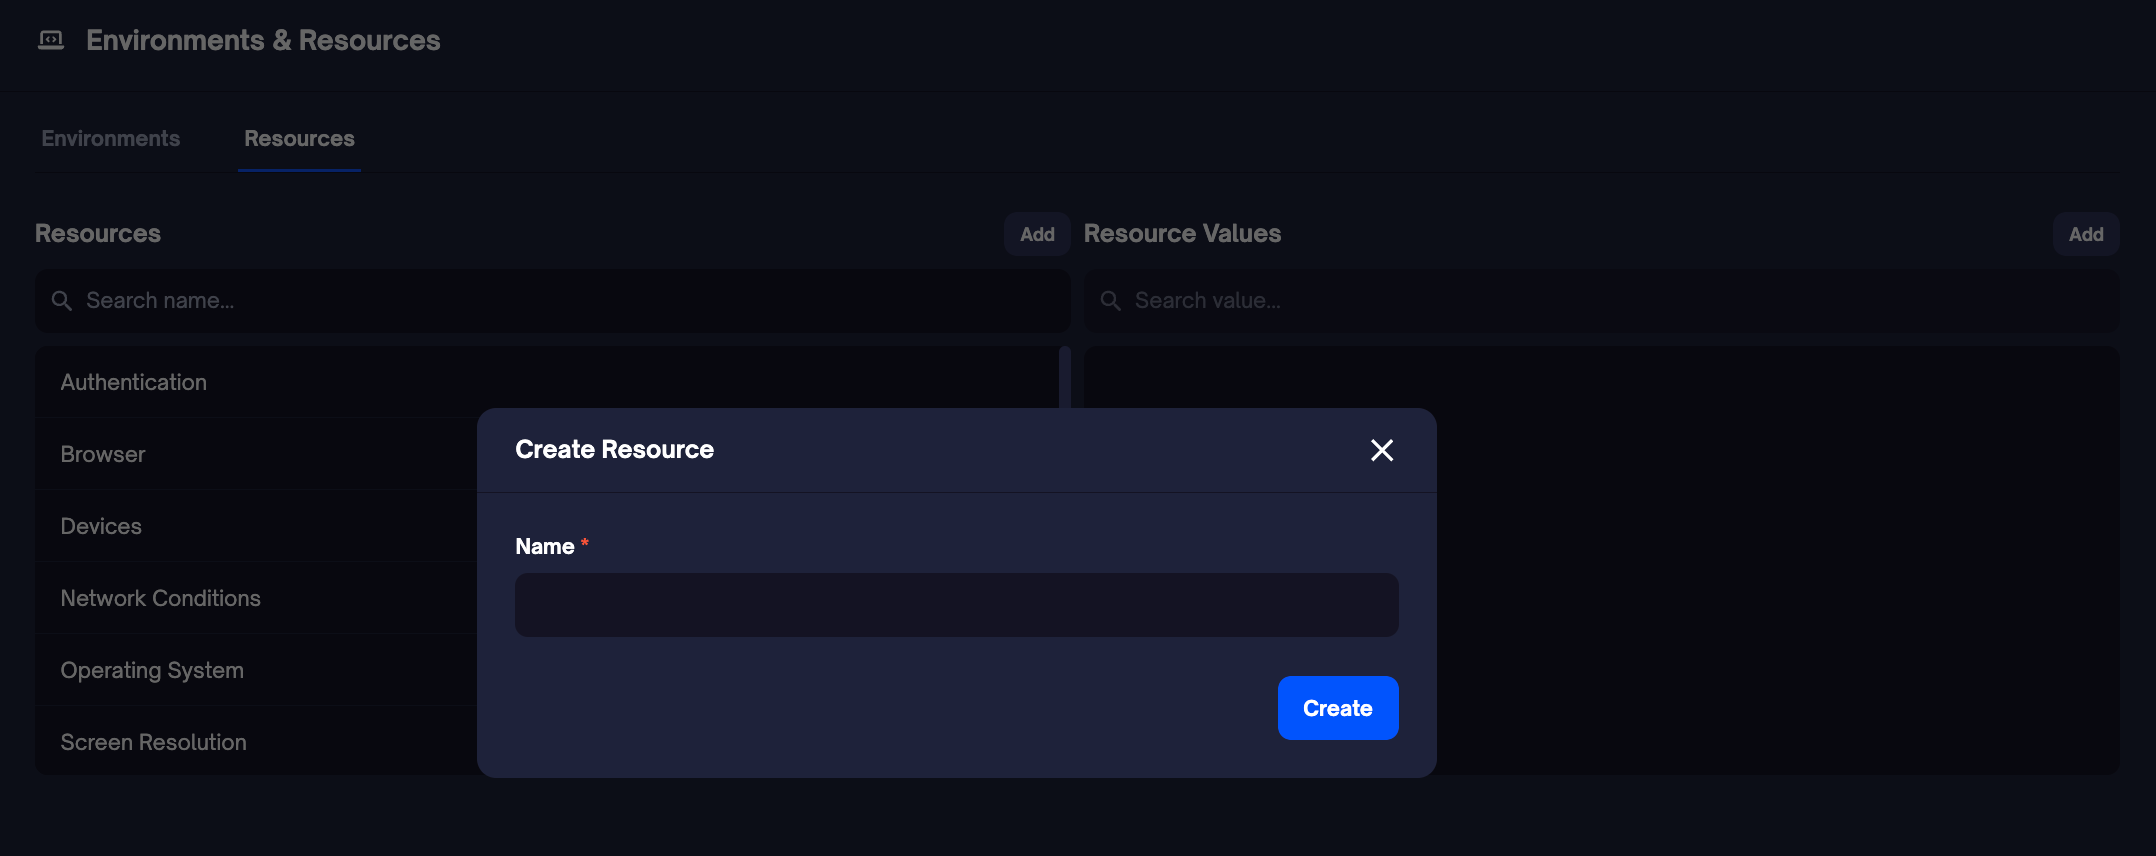 Environments & Resources
Environments
Resources
Resources
Add
Resource Values
Add
Search name...
Search value...
Authentication
Browser
Devices
Network Conditions
Operating System
Screen Resolution
Create Resource
Name *
Create